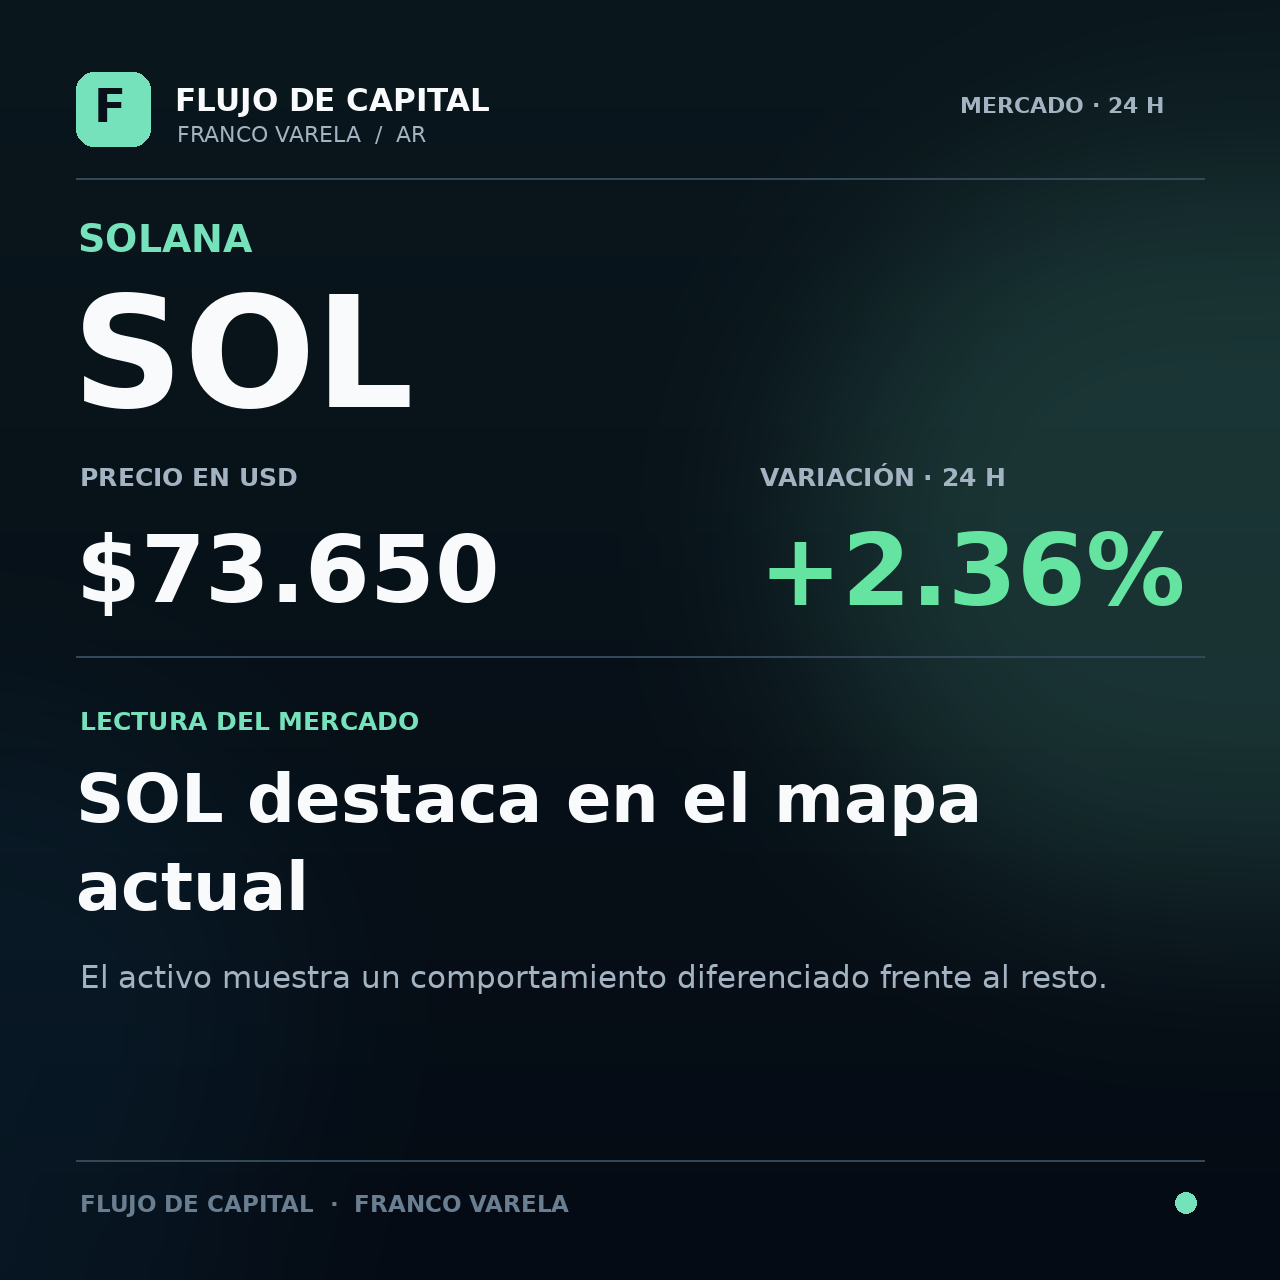 F
FLUJO DE CAPITAL
FRANCO VARELA / AR
MERCADO · 24 H
SOLANA
SOL
PRECIO EN USD
VARIACIÓN · 24 H
$73.650
+2.36%
LECTURA DEL MERCADO
SOL destaca en el mapa
actual
El activo muestra un comportamiento diferenciado frente al resto.
FLUJO DE CAPITAL · FRANCO VARELA